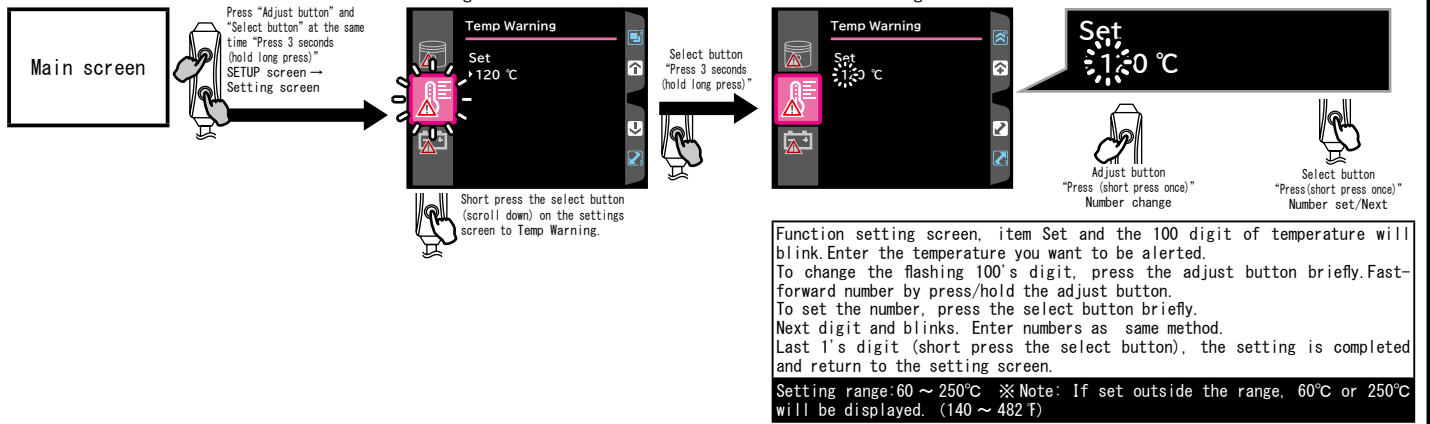 Main screen
Press “Adjust button” and
“Select button” at the same
time “Press 3 seconds
(hold long press)”
SETUP screen→
Setting screen
Temp Warning
Set
120 ℃
Short press the select button
(scroll down) on the settings
screen to Temp Warning.
Select button
“Press 3 seconds
(hold long press)”
Temp Warning
Set
120 ℃
Set
120 ℃
Adjust button
“Press (short press once)”
Number change
Select button
“Press(short press once)”
Number set/Next
Function setting screen, item Set and the 100 digit of temperature will
blink.Enter the temperature you want to be alerted.
To change the flashing 100's digit, press the adjust button briefly.Fast-
forward number by press/hold the adjust button.
To set the number, press the select button briefly.
Next digit and blinks. Enter numbers as same method.
Last 1's digit (short press the select button), the setting is completed
and return to the setting screen.
Setting range:60～250℃ ※Note: If set outside the range, 60℃ or 250℃
will be displayed. (140～482℉)